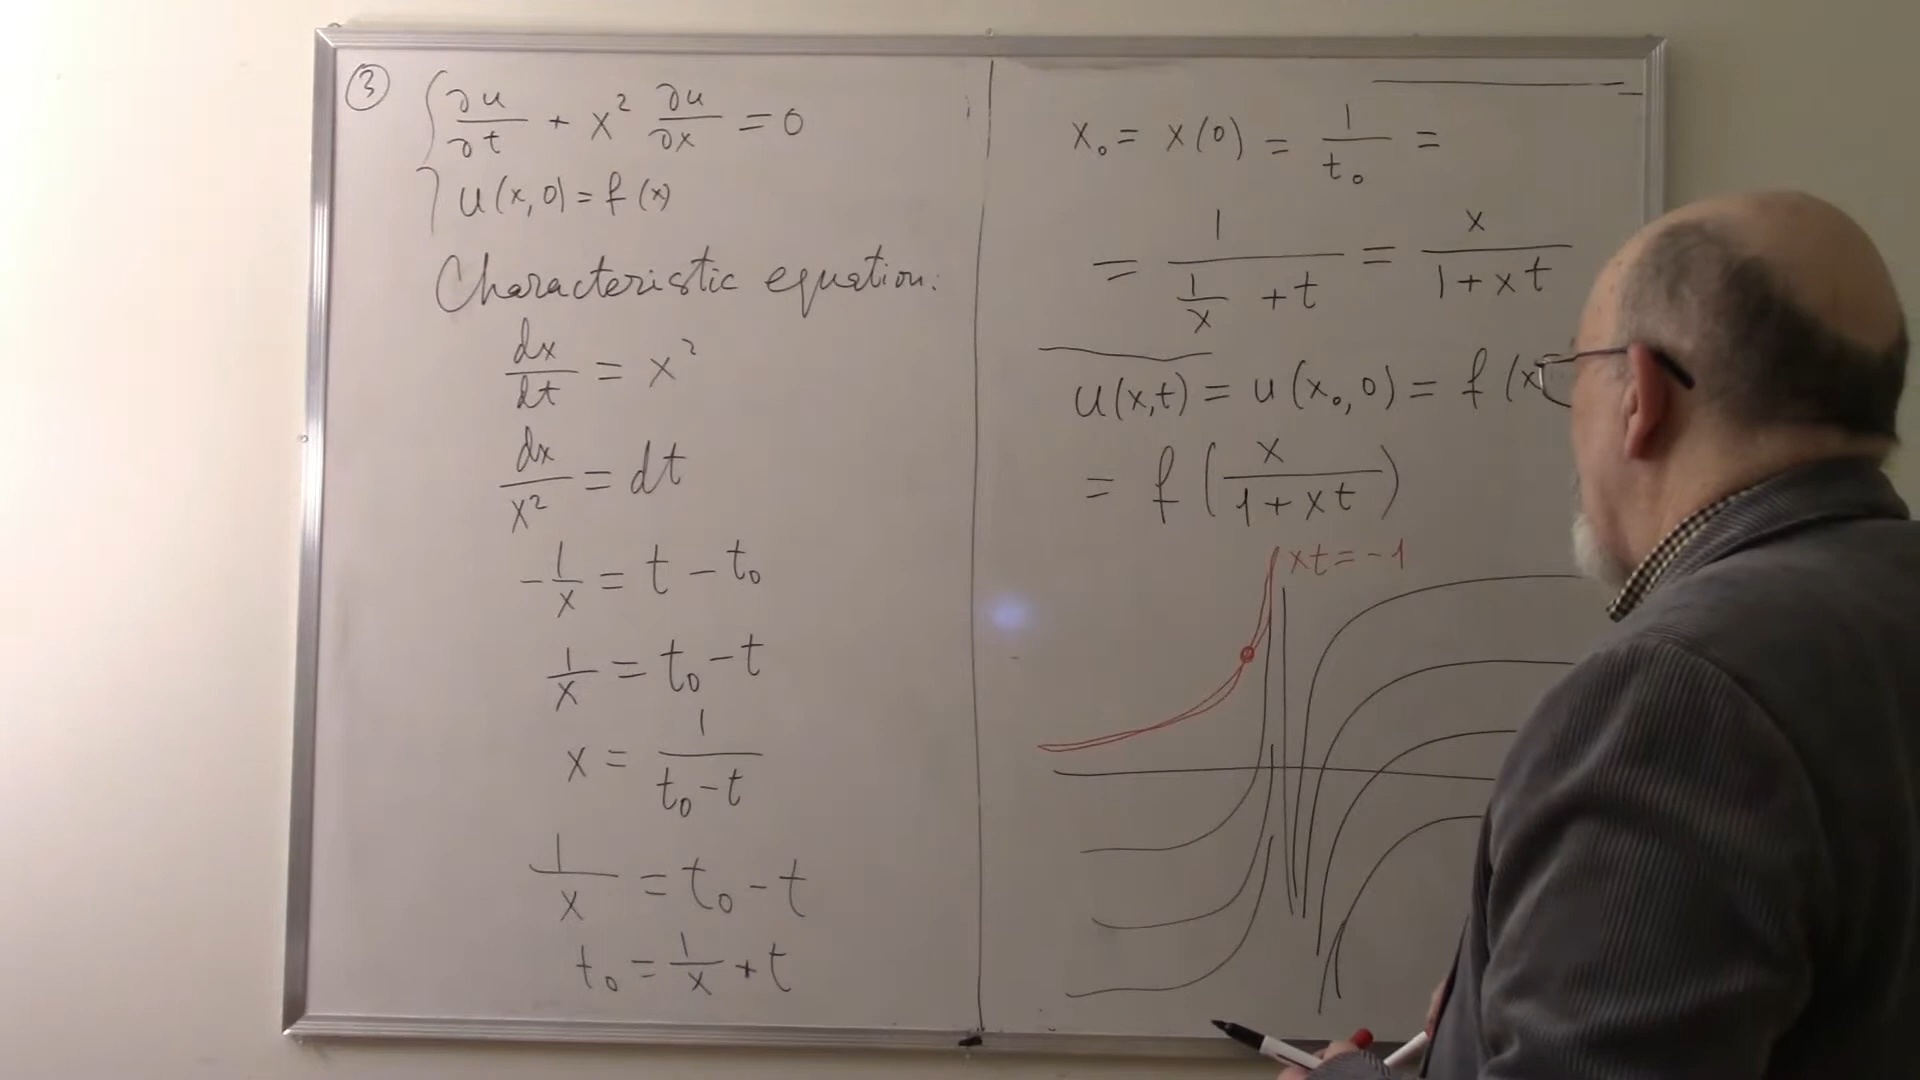 ③ ∂u/∂t + x² ∂u/∂x = 0
u(x,0) = f(x)
Characteristic equation:
dx/dt = x²
dx/x² = dt
-1/x = t - t₀
1/x = t₀ - t
x = 1/(t₀ - t)
1/x = t₀ - t
t₀ = 1/x + t
x₀ = x(0) = 1/t₀ =
= 1/(1/x + t) = x/(1 + xt)
u(x,t) = u(x₀,0) = f(x
= f(x/(1 + xt))
xt = -1